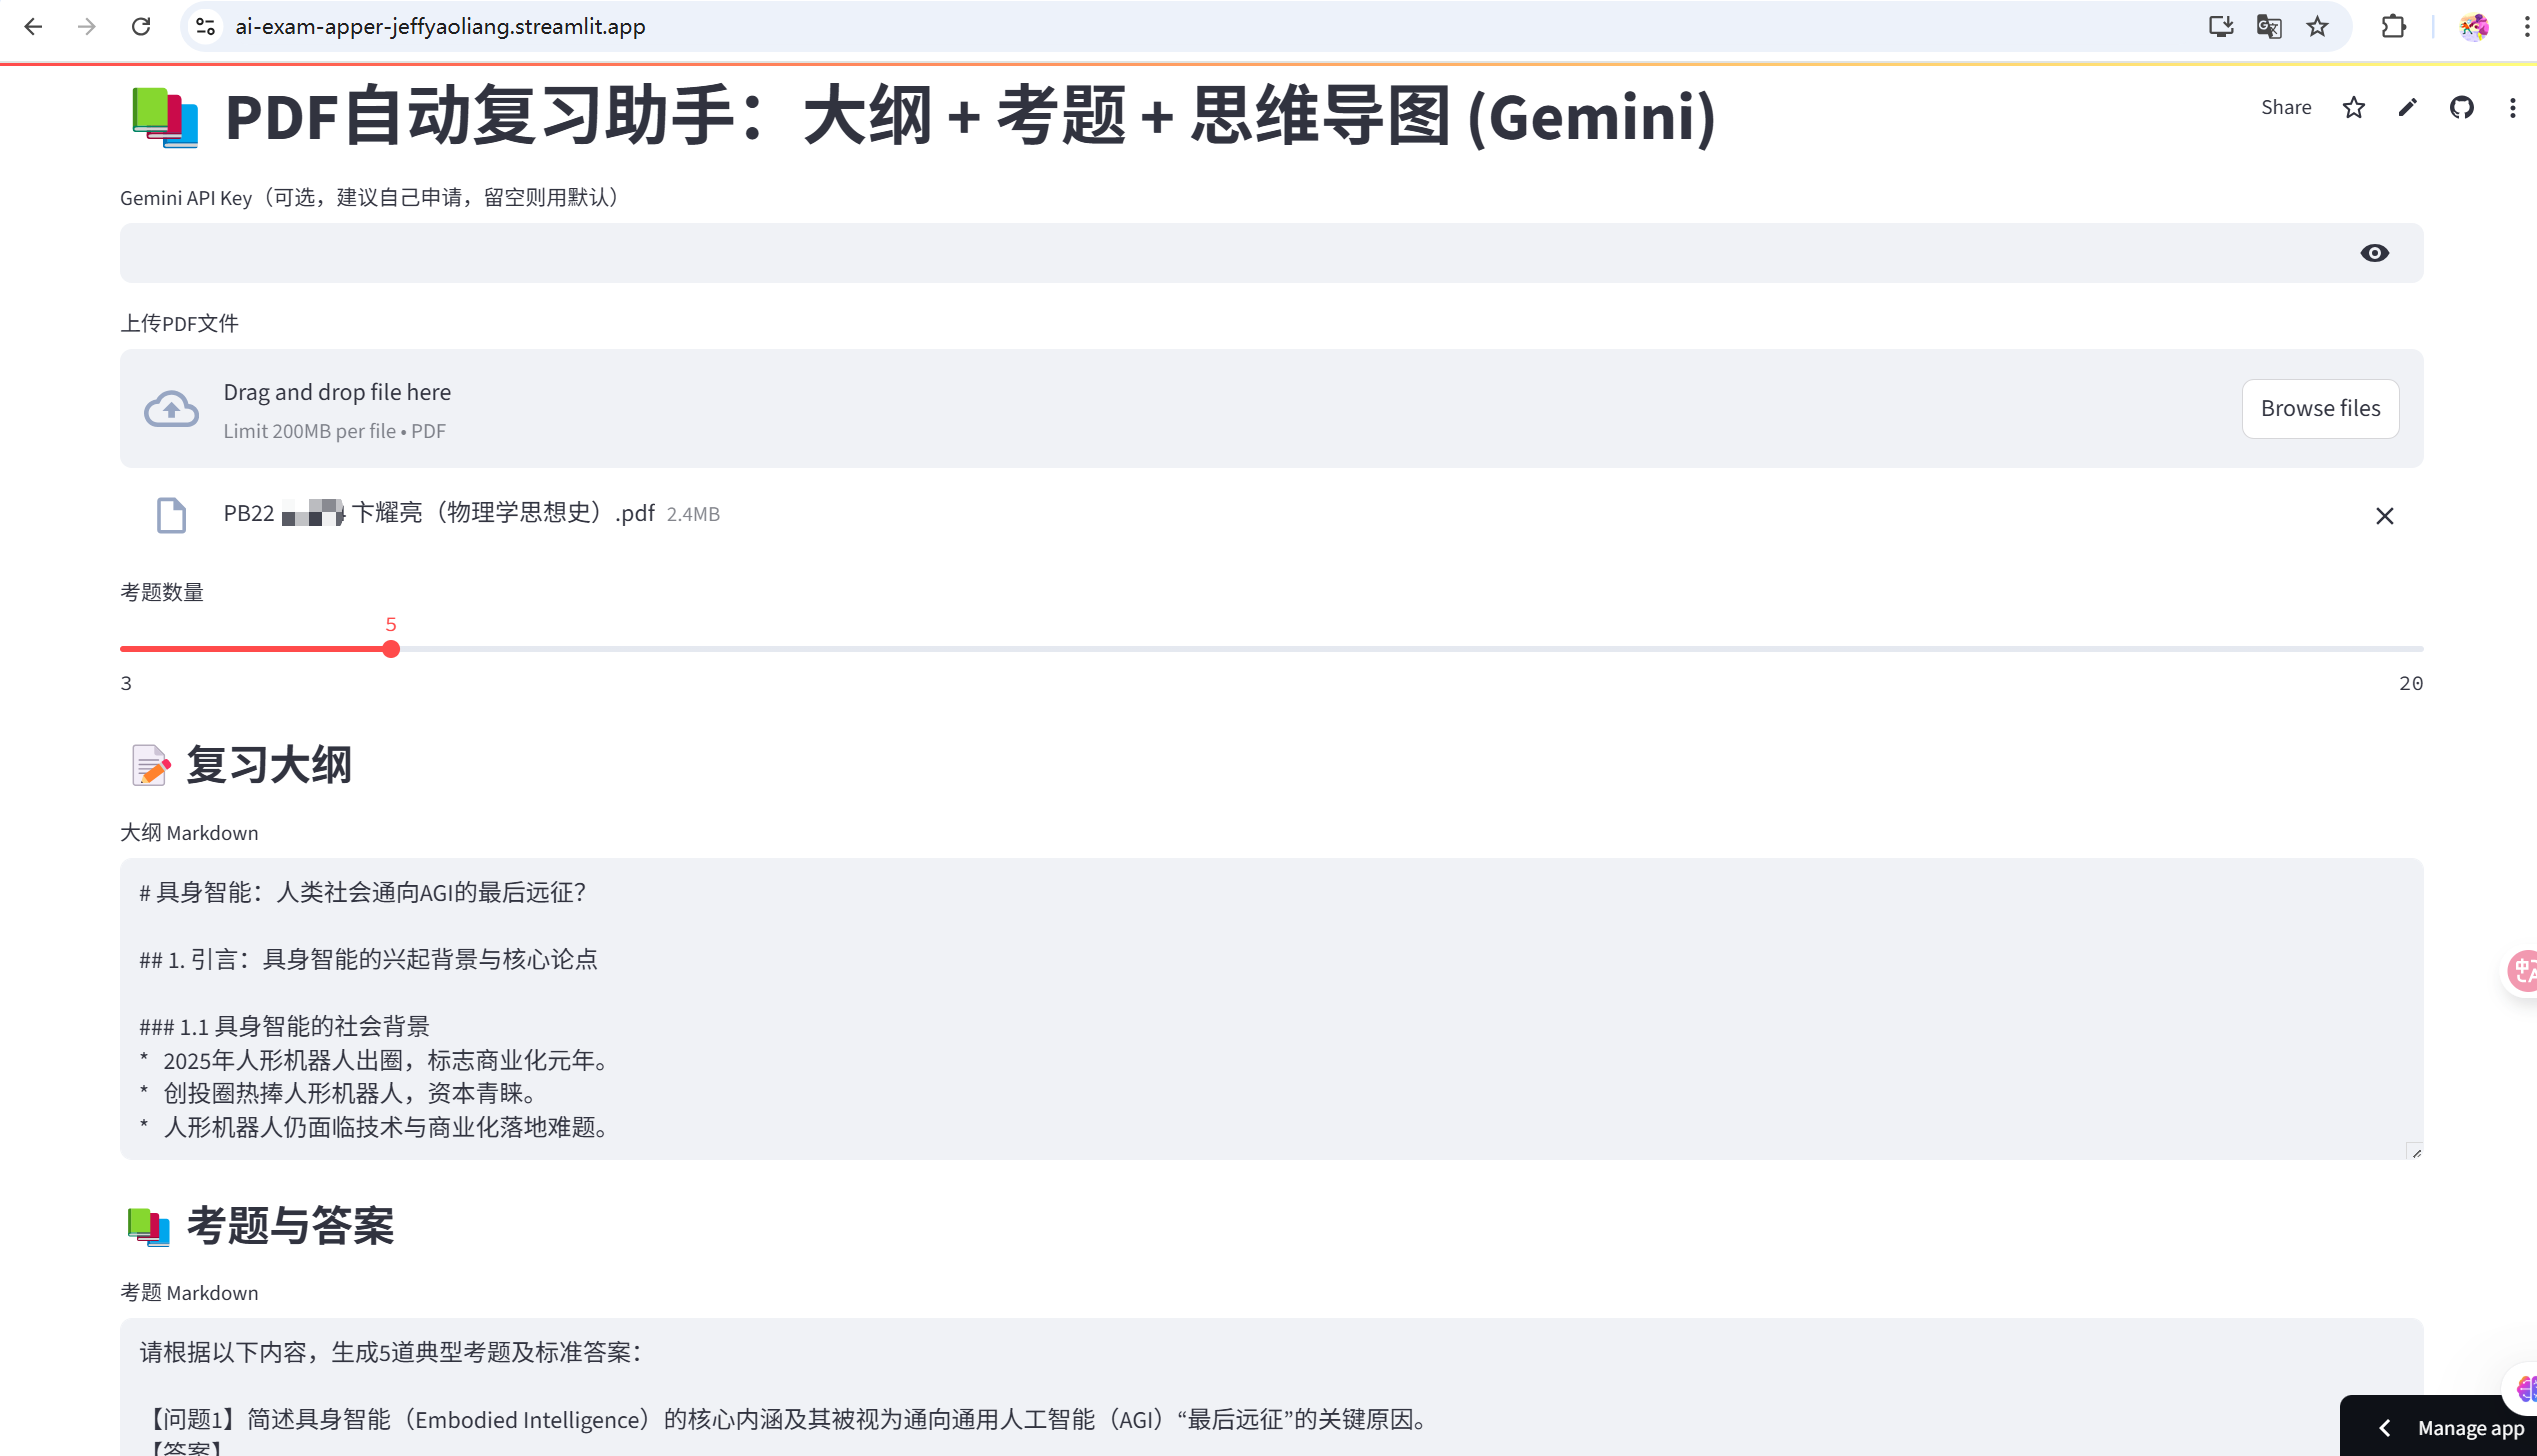 ai-exam-apper-jeffyaoliang.streamlit.app
PDF自动复习助手：大纲 + 考题 + 思维导图 (Gemini)
Share
Gemini API Key（可选，建议自己申请，留空则用默认）
上传PDF文件
Drag and drop file here
Limit 200MB per file • PDF
Browse files
PB22 卞耀亮（物理学思想史）.pdf 2.4MB
考题数量
5
3
20
复习大纲
大纲 Markdown
# 具身智能：人类社会通向AGI的最后远征？
## 1. 引言：具身智能的兴起背景与核心论点
### 1.1 具身智能的社会背景
* 2025年人形机器人出圈，标志商业化元年。
* 创投圈热捧人形机器人，资本青睐。
* 人形机器人仍面临技术与商业化落地难题。
考题与答案
考题 Markdown
请根据以下内容，生成5道典型考题及标准答案：
【问题1】简述具身智能（Embodied Intelligence）的核心内涵及其被视为通向通用人工智能（AGI）“最后远征”的关键原因。
【答案】
Manage app